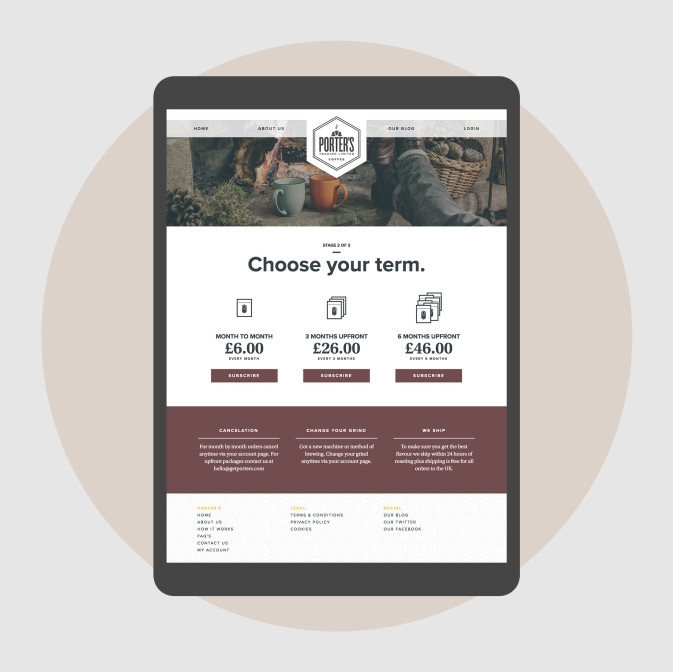 HOME
ABOUT US
PORTER'S
TRADING LIMITED
COFFEE
OUR BLOG
LOGIN
STAGE 2 OF 3
Choose your term.
MONTH TO MONTH
£6.00
EVERY MONTH
SUBSCRIBE
3 MONTHS UPFRONT
£26.00
EVERY 3 MONTHS
SUBSCRIBE
6 MONTHS UPFRONT
£46.00
EVERY 6 MONTHS
SUBSCRIBE
CANCELATION
For month by month orders cancel
anytime via your account page. For
upfront packages contact us at
hello@getporters.com
CHANGE YOUR GRIND
Got a new machine or method of
brewing. Change your grind
anytime via your account page.
WE SHIP
To make sure you get the best
flavour we ship within 24 hours of
roasting plus shipping is free for all
orders to the UK.
PORTER'S
HOME
ABOUT US
HOW IT WORKS
FAQ'S
CONTACT US
MY ACCOUNT
LEGAL
TERMS & CONDITIONS
PRIVACY POLICY
COOKIES
SOCIAL
OUR BLOG
OUR TWITTER
OUR FACEBOOK